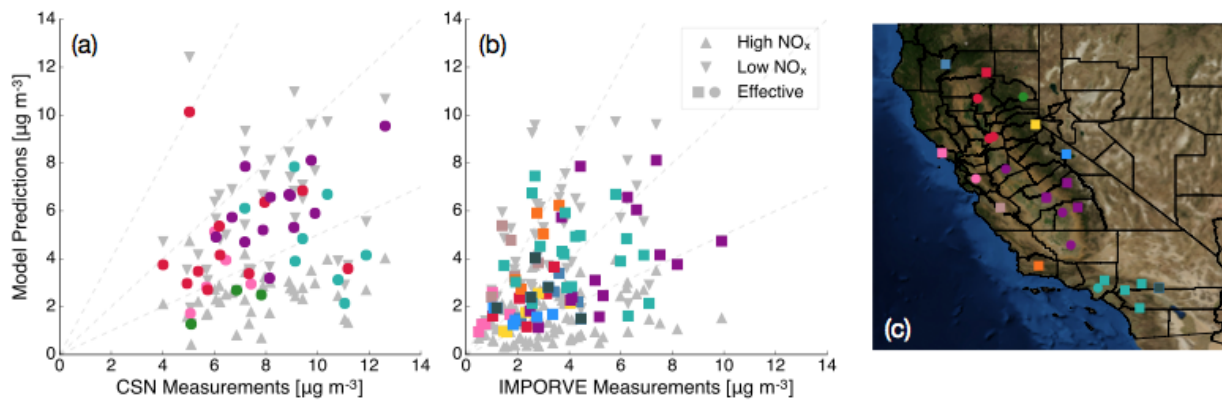 (a)
(b)
(c)
High NOₓ
Low NOₓ
Effective
Model Predictions [µg m⁻³]
14
12
10
8
6
4
2
0
0 2 4 6 8 10 12 14
CSN Measurements [µg m⁻³]
14
12
10
8
6
4
2
0
0 2 4 6 8 10 12 14
IMPORVE Measurements [µg m⁻³]